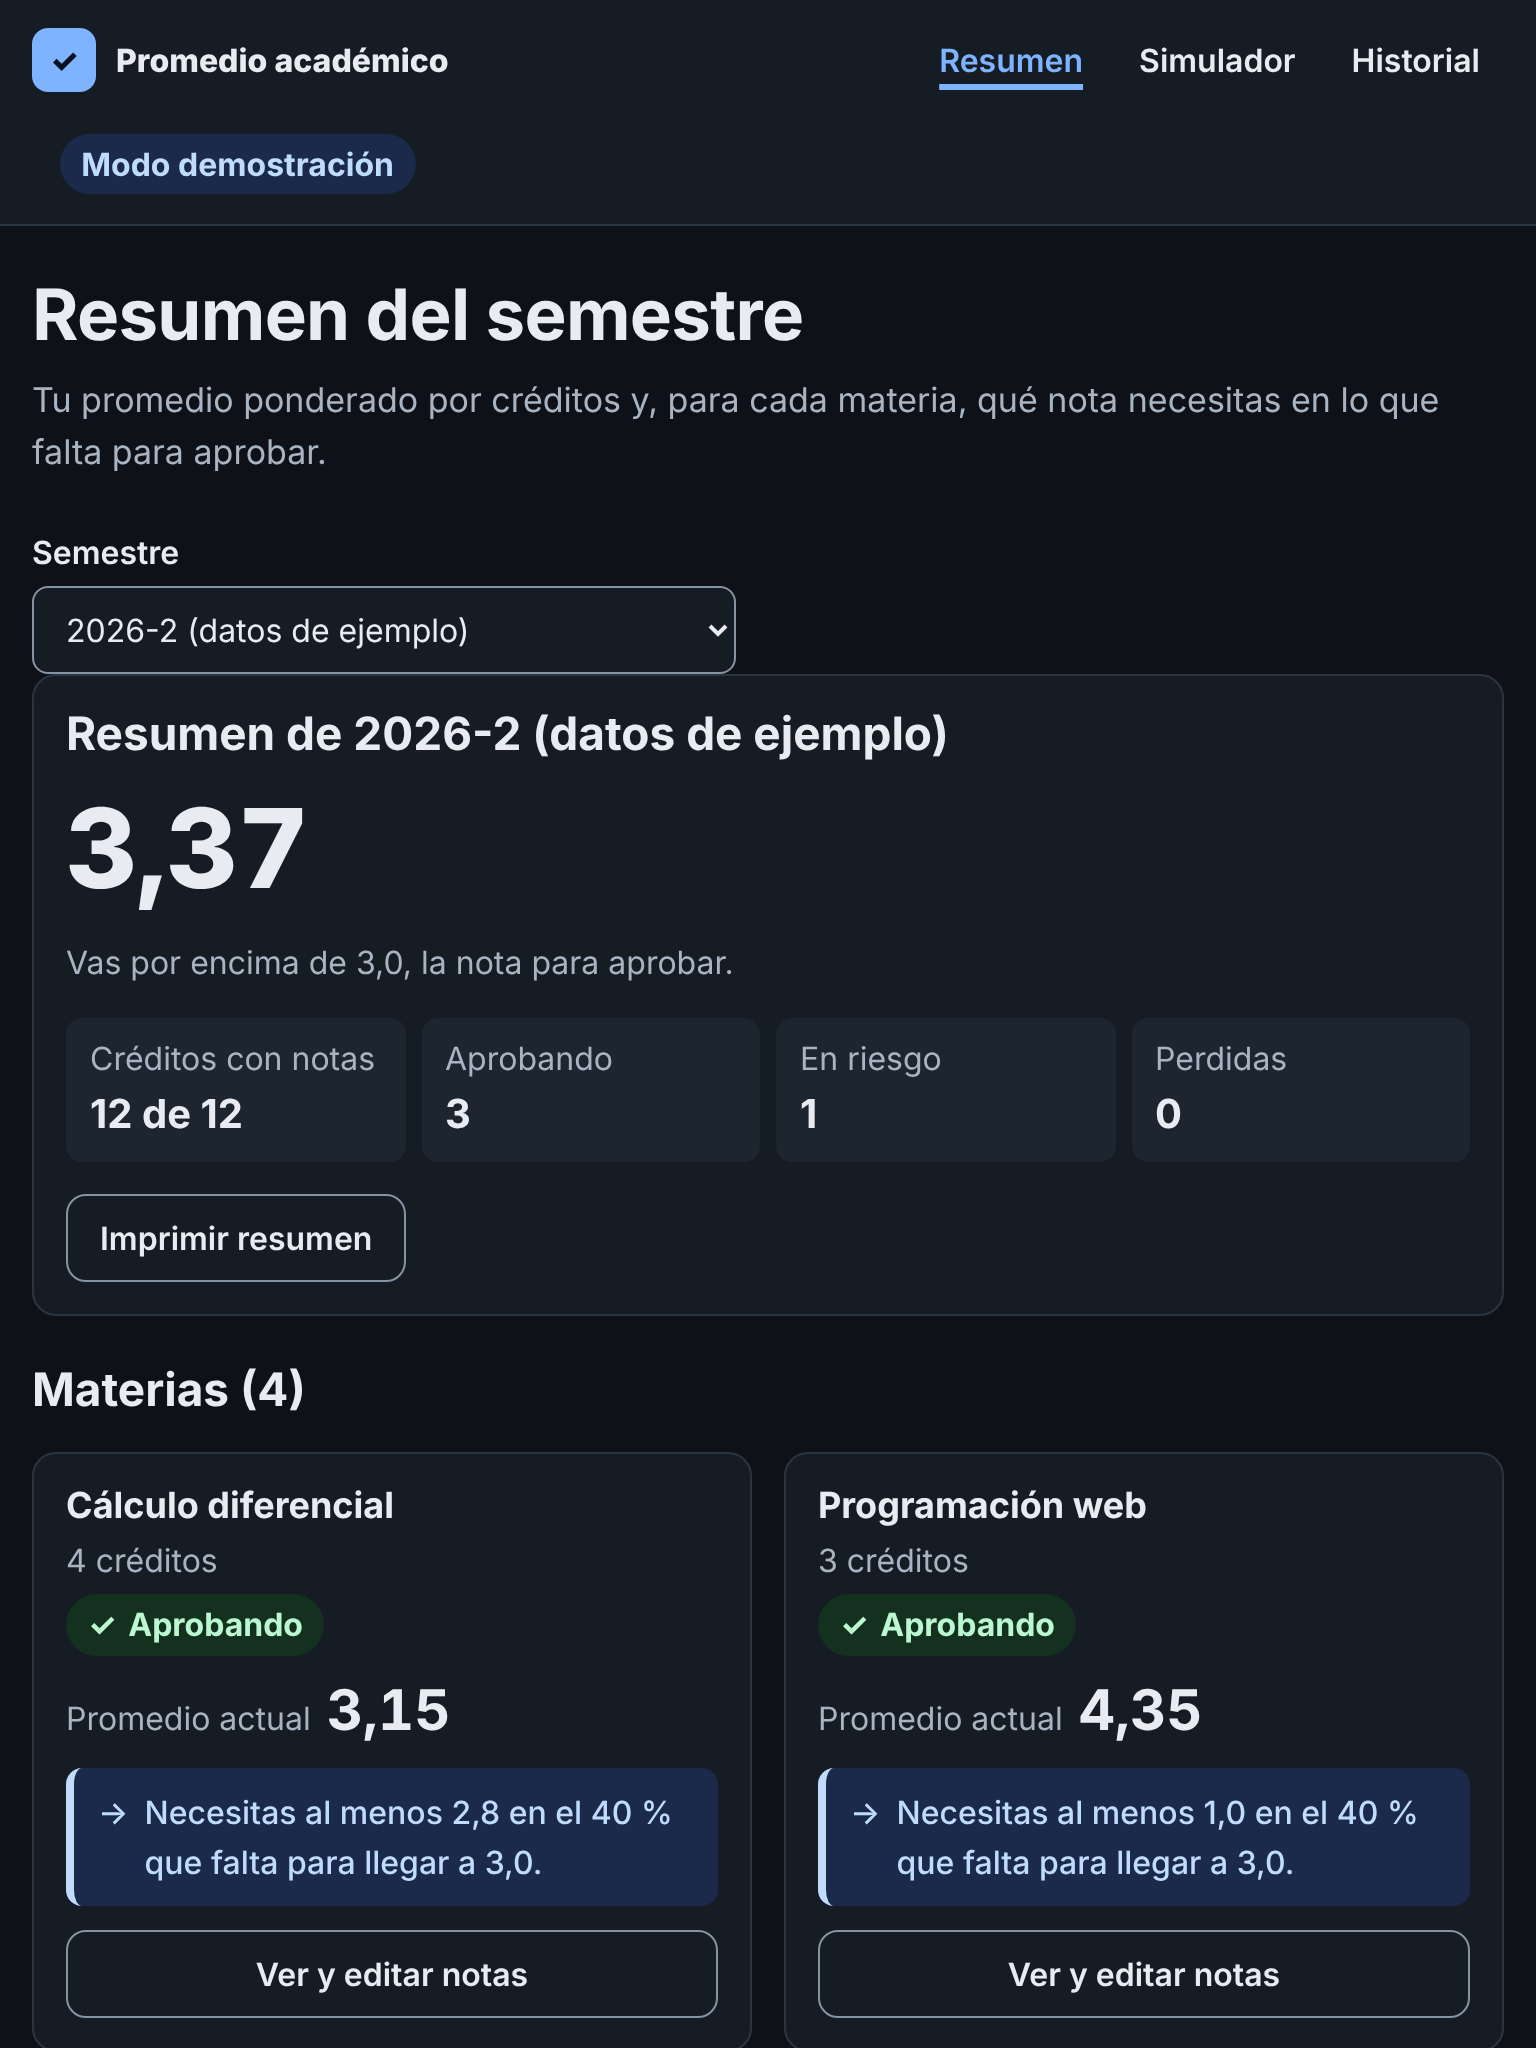 Promedio académico
Resumen
Simulador
Historial
Modo demostración
Resumen del semestre
Tu promedio ponderado por créditos y, para cada materia, qué nota necesitas en lo que
falta para aprobar.
Semestre
2026-2 (datos de ejemplo)
Resumen de 2026-2 (datos de ejemplo)
3,37
Vas por encima de 3,0, la nota para aprobar.
Créditos con notas
12 de 12
Aprobando
3
En riesgo
1
Perdidas
0
Imprimir resumen
Materias (4)
Cálculo diferencial
4 créditos
✓ Aprobando
Promedio actual 3,15
→ Necesitas al menos 2,8 en el 40 %
que falta para llegar a 3,0.
Ver y editar notas
Programación web
3 créditos
✓ Aprobando
Promedio actual 4,35
→ Necesitas al menos 1,0 en el 40 %
que falta para llegar a 3,0.
Ver y editar notas